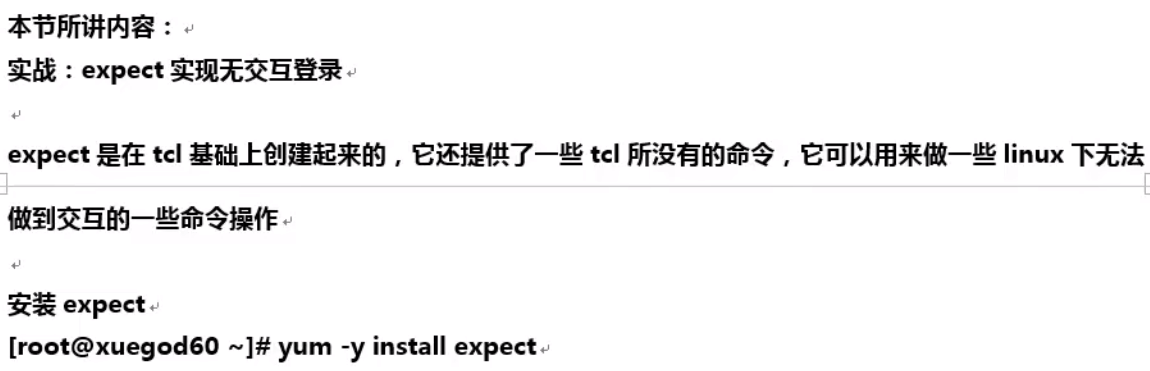 本节所讲内容：
实战：expect 实现无交互登录
expect 是在 tcl 基础上创建起来的，它还提供了一些 tcl 所没有的命令，它可以用来做一些 linux 下无法
做到交互的一些命令操作
安装 expect
[root@xuegod60 ~]# yum -y install expect